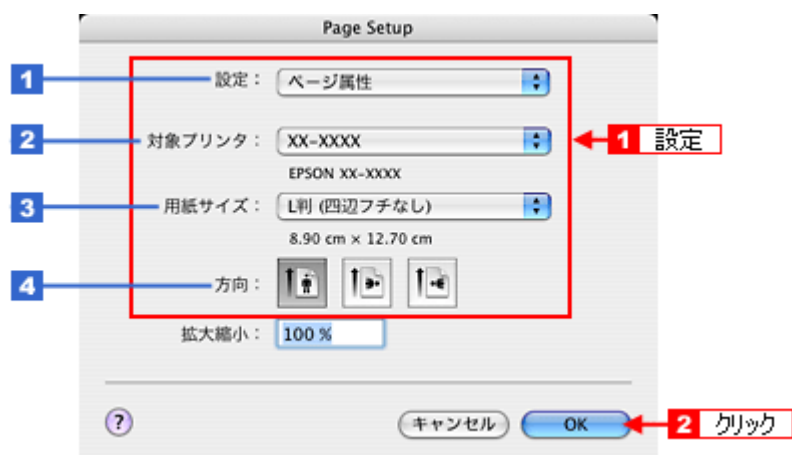 Page Setup
1 設定： ページ属性
2 対象プリンタ： XX-XXXX
1 設定
EPSON XX-XXXX
3 用紙サイズ： L判 (四辺フチなし)
8.90 cm × 12.70 cm
4 方向：
拡大縮小： 100 %
? キャンセル OK
2 クリック